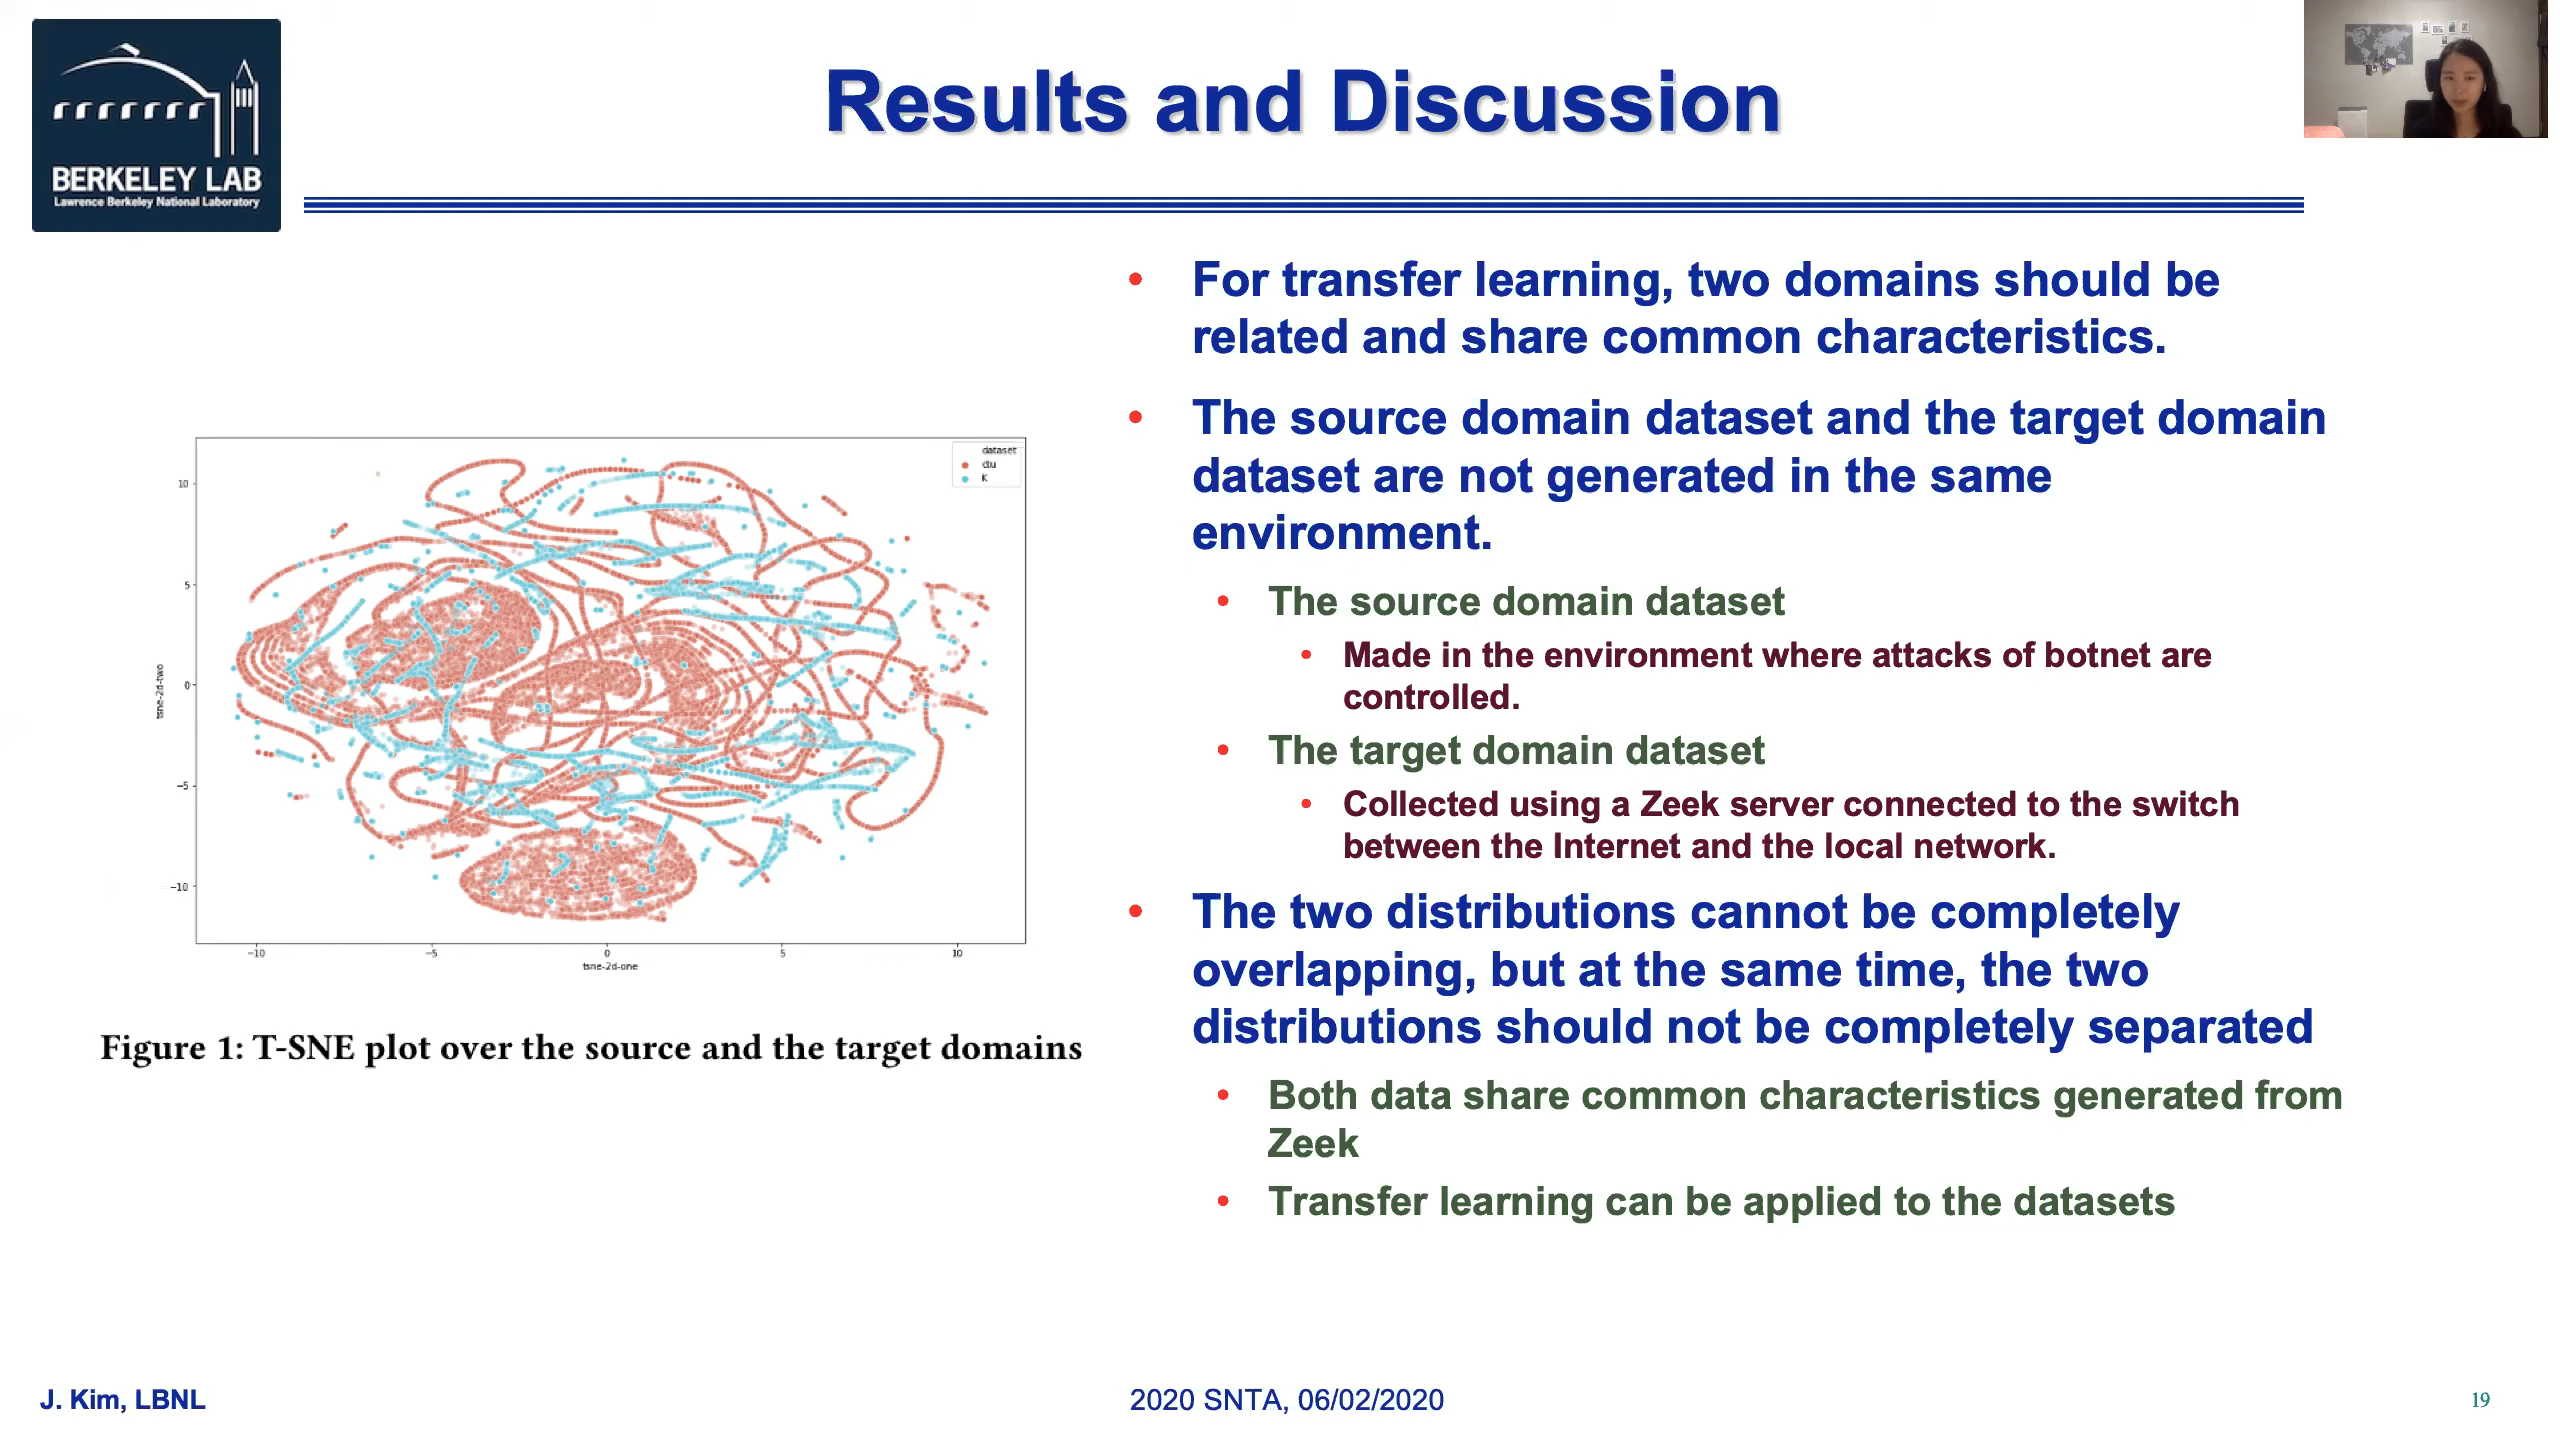 BERKELEY LAB
Lawrence Berkeley National Laboratory
Results and Discussion
dataset
ctu
K
10
5
0
−5
−10
tsne-2d-two
−10
−5
0
5
10
tsne-2d-one
Figure 1: T-SNE plot over the source and the target domains
• For transfer learning, two domains should be
related and share common characteristics.
• The source domain dataset and the target domain
dataset are not generated in the same
environment.
• The source domain dataset
• Made in the environment where attacks of botnet are
controlled.
• The target domain dataset
• Collected using a Zeek server connected to the switch
between the Internet and the local network.
• The two distributions cannot be completely
overlapping, but at the same time, the two
distributions should not be completely separated
• Both data share common characteristics generated from
Zeek
• Transfer learning can be applied to the datasets
J. Kim, LBNL
2020 SNTA, 06/02/2020
19